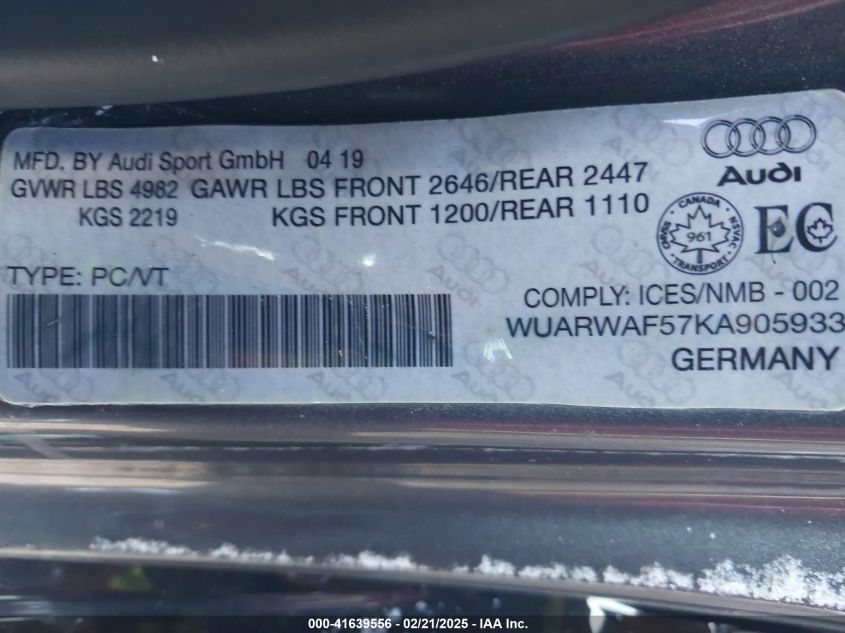 MFD. BY Audi Sport GmbH 04 19
GVWR LBS 4982 GAWR LBS FRONT 2646/REAR 2447
KGS 2219 KGS FRONT 1200/REAR 1110
Audi
CANADA
CMVSS 961 NSVAC
TRANSPORT
EC
TYPE: PC/VT
COMPLY: ICES/NMB - 002
WUARWAF57KA905933
GERMANY
000-41639556 - 02/21/2025 - IAA Inc.